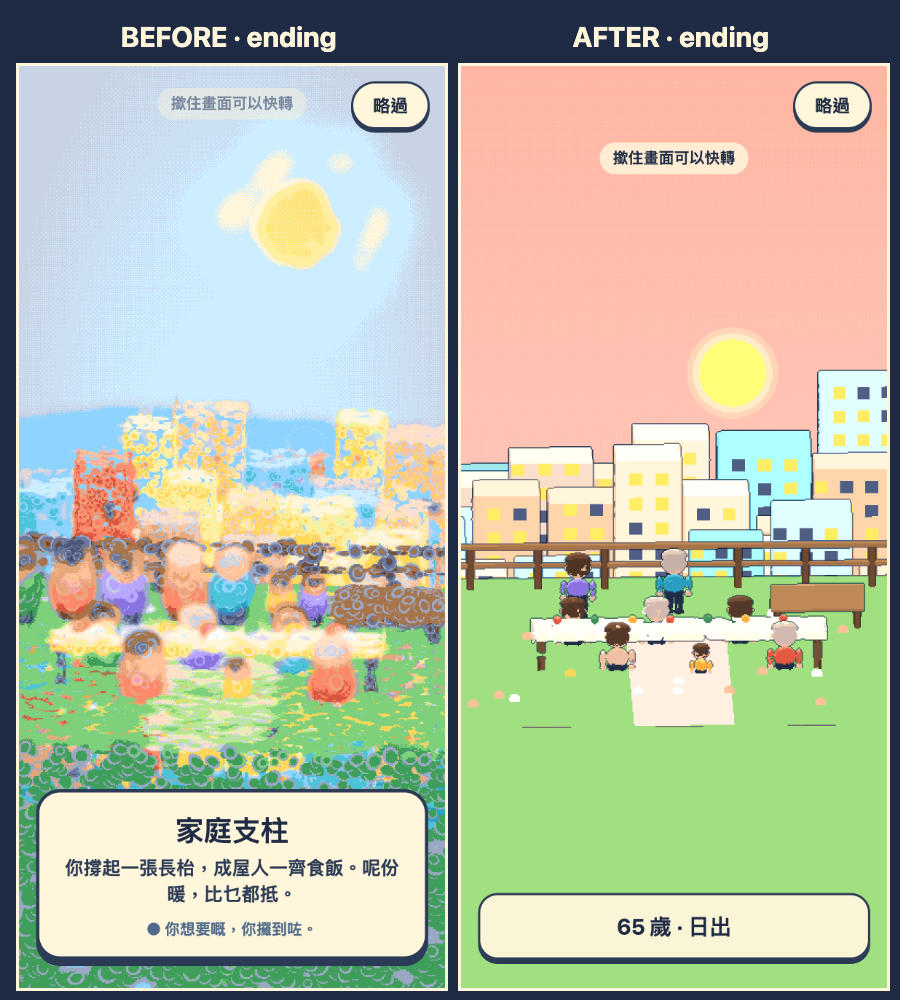 BEFORE · ending
撳住畫面可以快轉
略過
家庭支柱
你撐起一張長枱，成屋人一齊食飯。呢份
暖，比乜都抵。
你想要嘅，你攞到咗。
AFTER · ending
略過
撳住畫面可以快轉
65 歲 · 日出